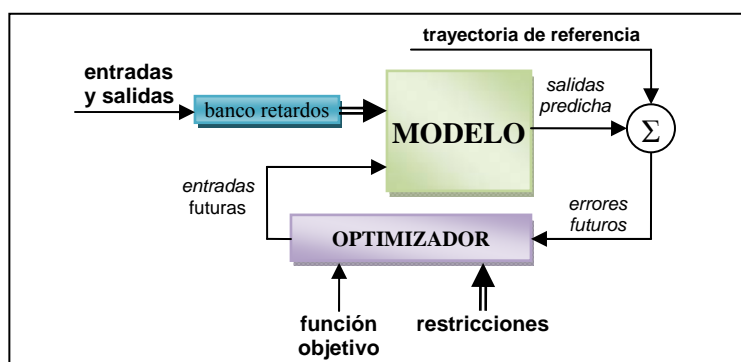 trayectoria de referencia
entradas
y salidas
banco retardos
MODELO
salidas
predicha
Σ
entradas
futuras
errores
futuros
OPTIMIZADOR
función
objetivo
restricciones